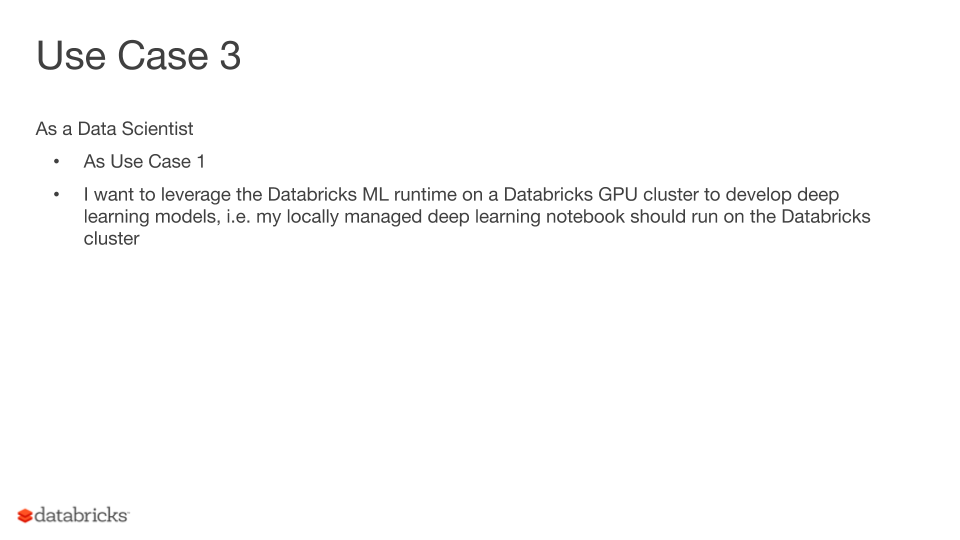 Use Case 3
As a Data Scientist
• As Use Case 1
• I want to leverage the Databricks ML runtime on a Databricks GPU cluster to develop deep
learning models, i.e. my locally managed deep learning notebook should run on the Databricks
cluster
databricks